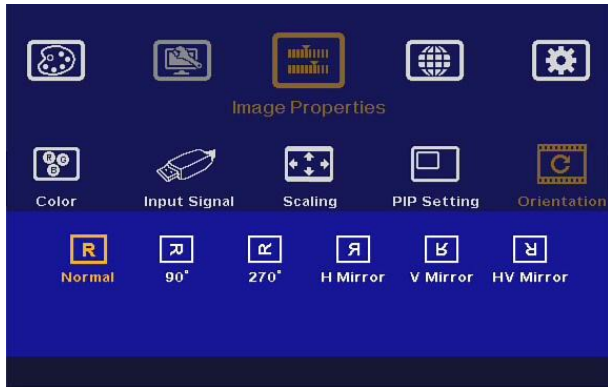 Image Properties
R G B
Color Input Signal Scaling PIP Setting Orientation
R R R R R R
Normal 90° 270° H Mirror V Mirror HV Mirror